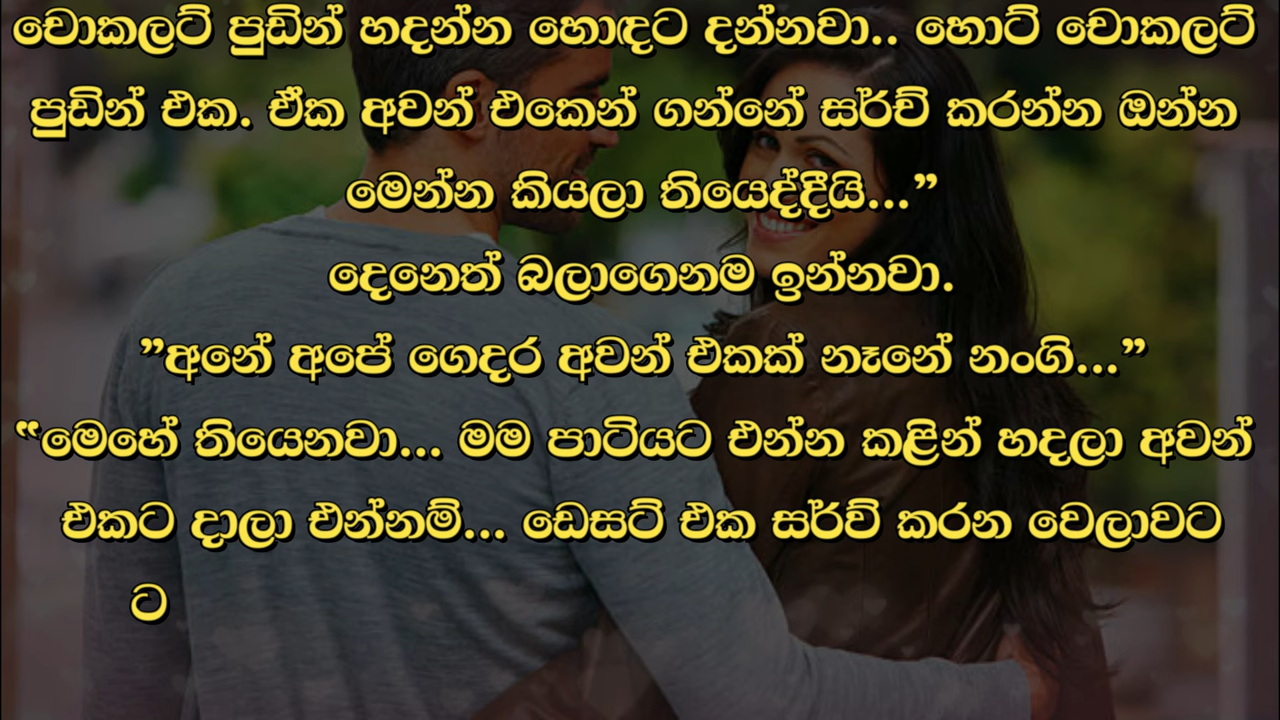 චොකලට් පුඩින් හදන්න හොඳට දන්නවා.. හොට් චොකලට්
පුඩින් එක. ඒක අවන් එකෙන් ගන්නේ සර්ව් කරන්න ඔන්න
මෙන්න කියලා තියෙද්දීයි...”
දෙනෙත් බලාගෙනම ඉන්නවා.
”අනේ අපේ ගෙදර අවන් එකක් නෑනේ නංගි...”
“මෙහේ තියෙනවා... මම පාටියට එන්න කළින් හදලා අවන්
එකට දාලා එන්නම්... ඩෙසට් එක සර්ව් කරන වෙලාවට
ට